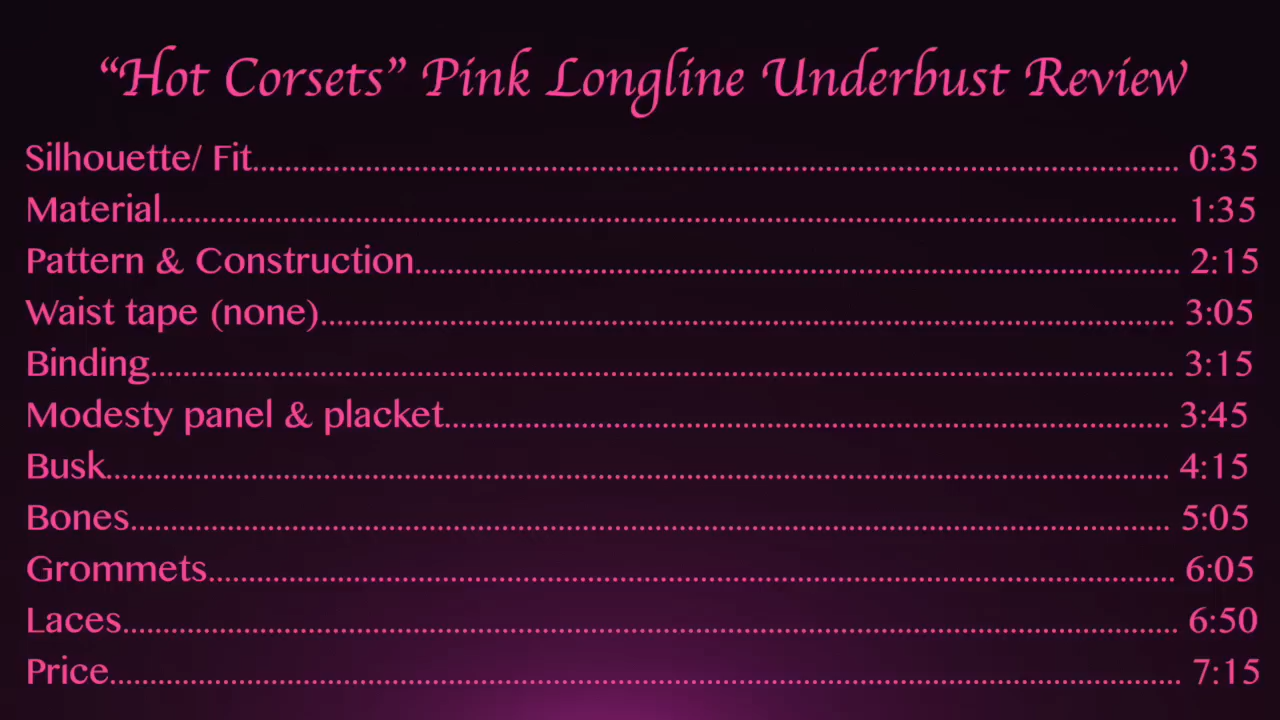 “Hot Corsets” Pink Longline Underbust Review
Silhouette/ Fit................................................................................................................... 0:35
Material.............................................................................................................................. 1:35
Pattern & Construction............................................................................................... 2:15
Waist tape (none)......................................................................................................... 3:05
Binding.............................................................................................................................. 3:15
Modesty panel & placket.......................................................................................... 3:45
Busk.................................................................................................................................... 4:15
Bones................................................................................................................................. 5:05
Grommets........................................................................................................................ 6:05
Laces................................................................................................................................... 6:50
Price..................................................................................................................................... 7:15